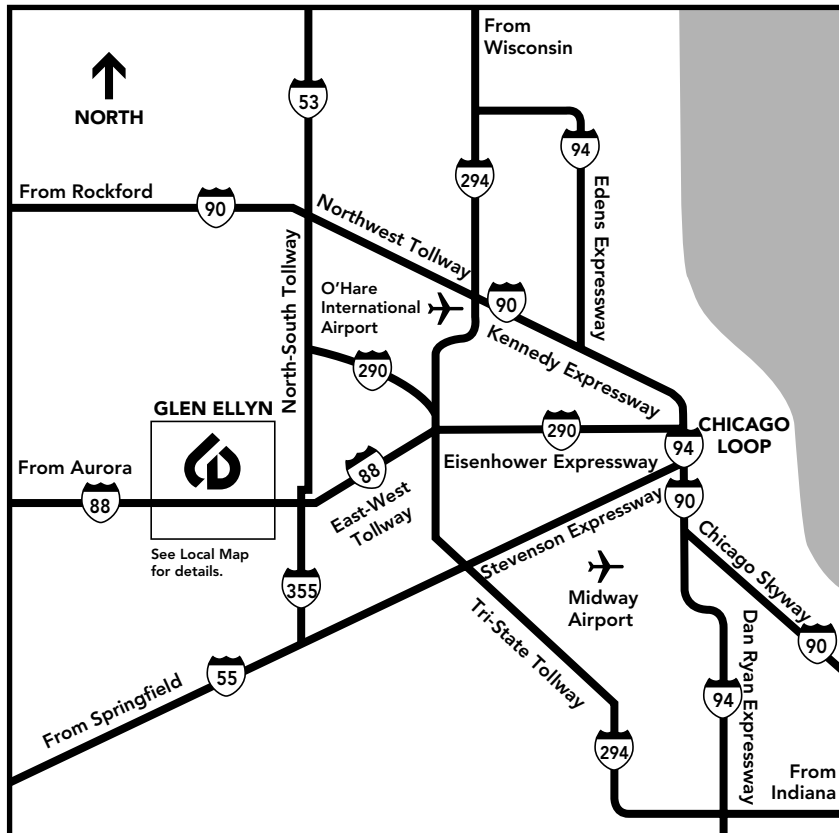 From
Wisconsin
NORTH
53
94
294
From Rockford
90
Northwest Tollway
Edens Expressway
North-South Tollway
O'Hare
International
Airport
90
Kennedy Expressway
290
GLEN ELLYN
CHICAGO
LOOP
290
94
From Aurora
88
88
Eisenhower Expressway
East-West
Tollway
90
Stevenson Expressway
See Local Map
for details.
355
Chicago Skyway
Midway
Airport
Tri-State Tollway
90
Dan Ryan Expressway
55
From Springfield
94
294
From
Indiana